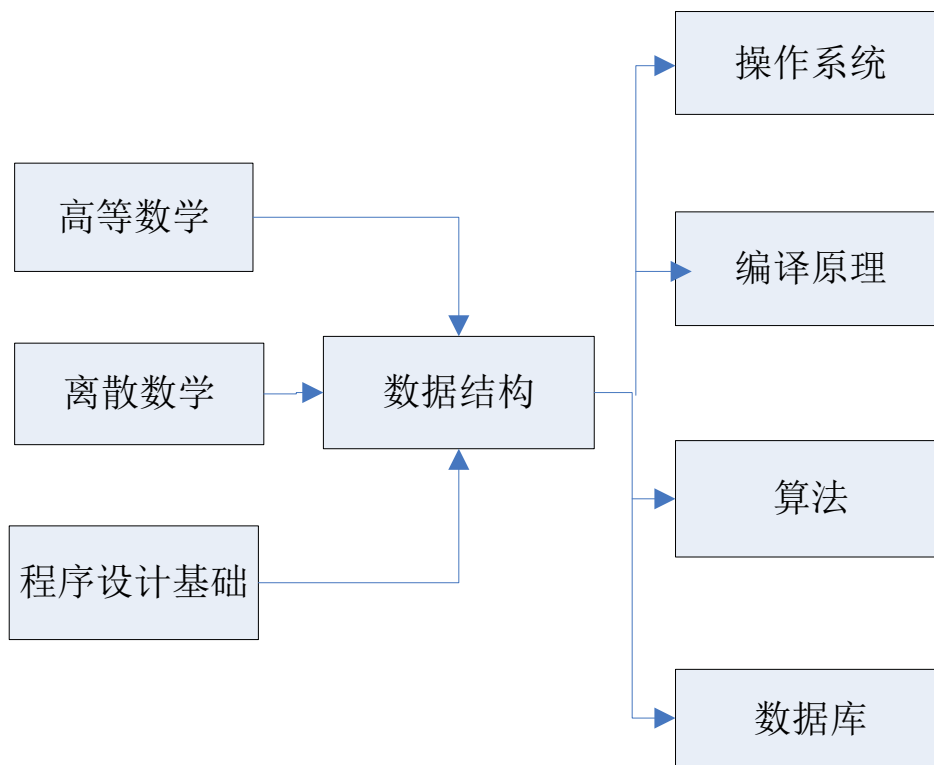 高等数学
离散数学
程序设计基础
数据结构
操作系统
编译原理
算法
数据库